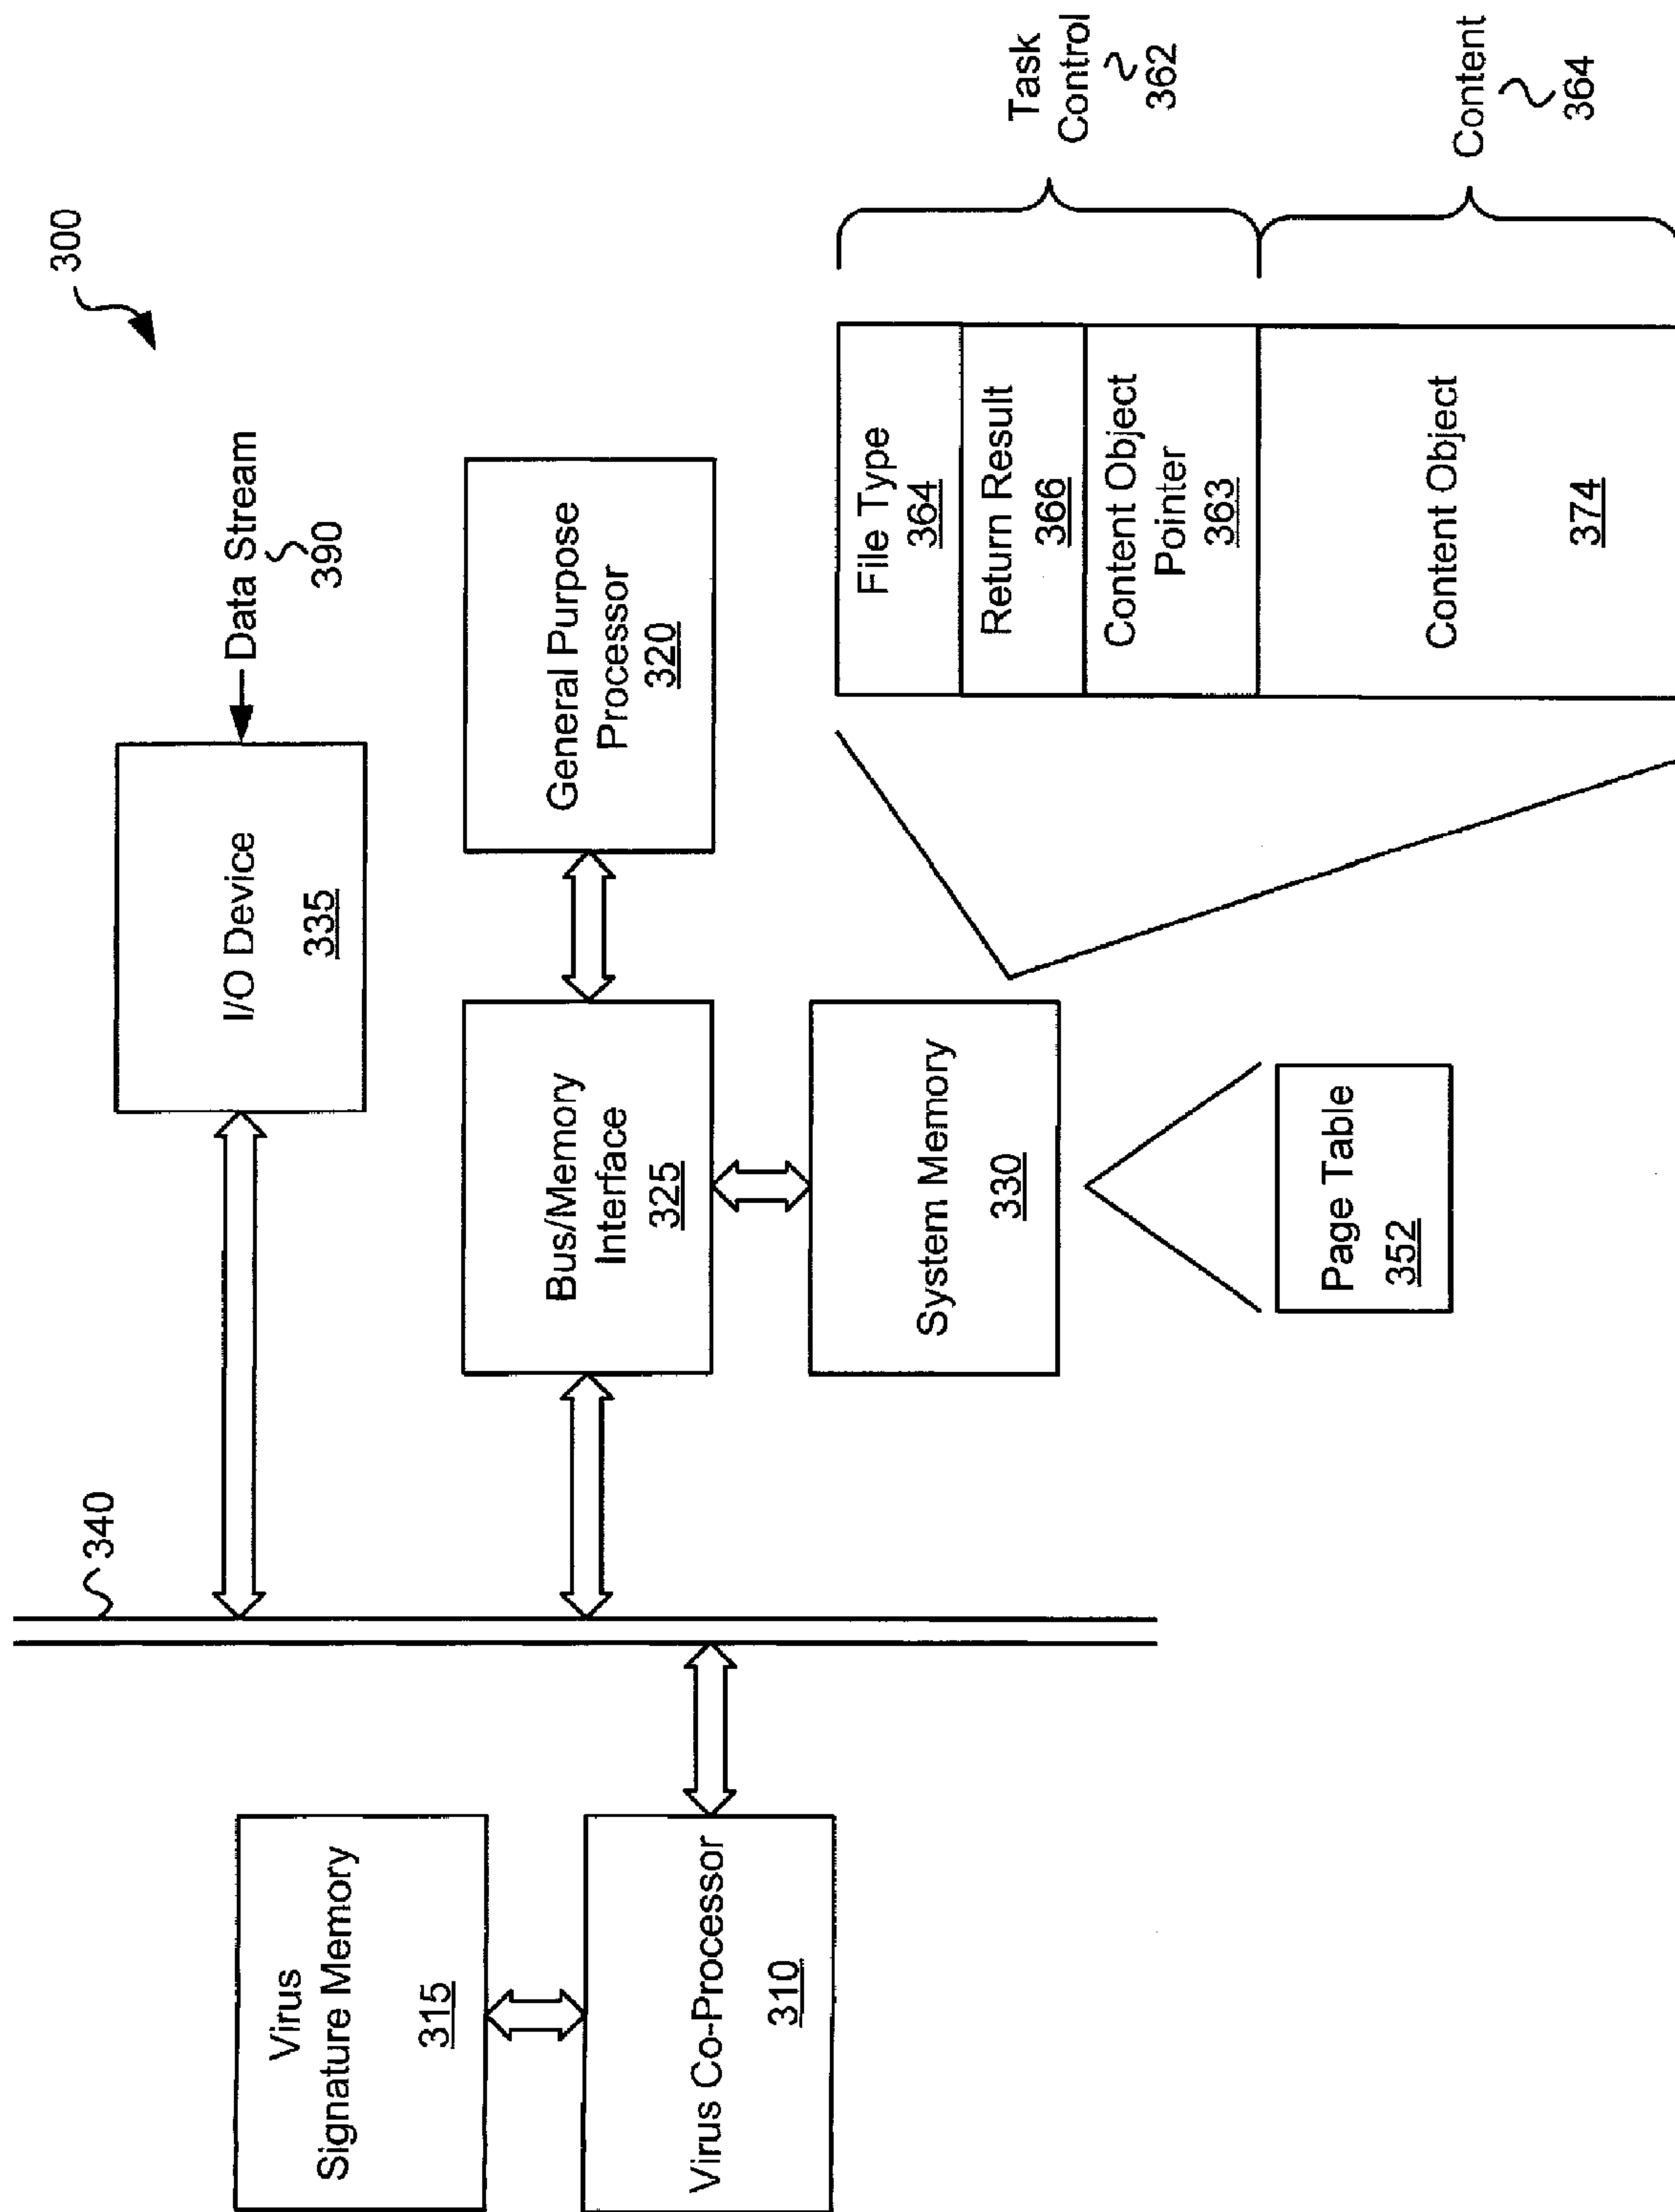 300
Data Stream
390
I/O Device
335
340
General Purpose
Processor
320
Bus/Memory
Interface
325
Virus
Signature Memory
315
Virus Co-Processor
310
System Memory
330
Page Table
352
File Type
364
Return Result
366
Content Object
Pointer
363
Content Object
374
Task
Control
362
Content
364